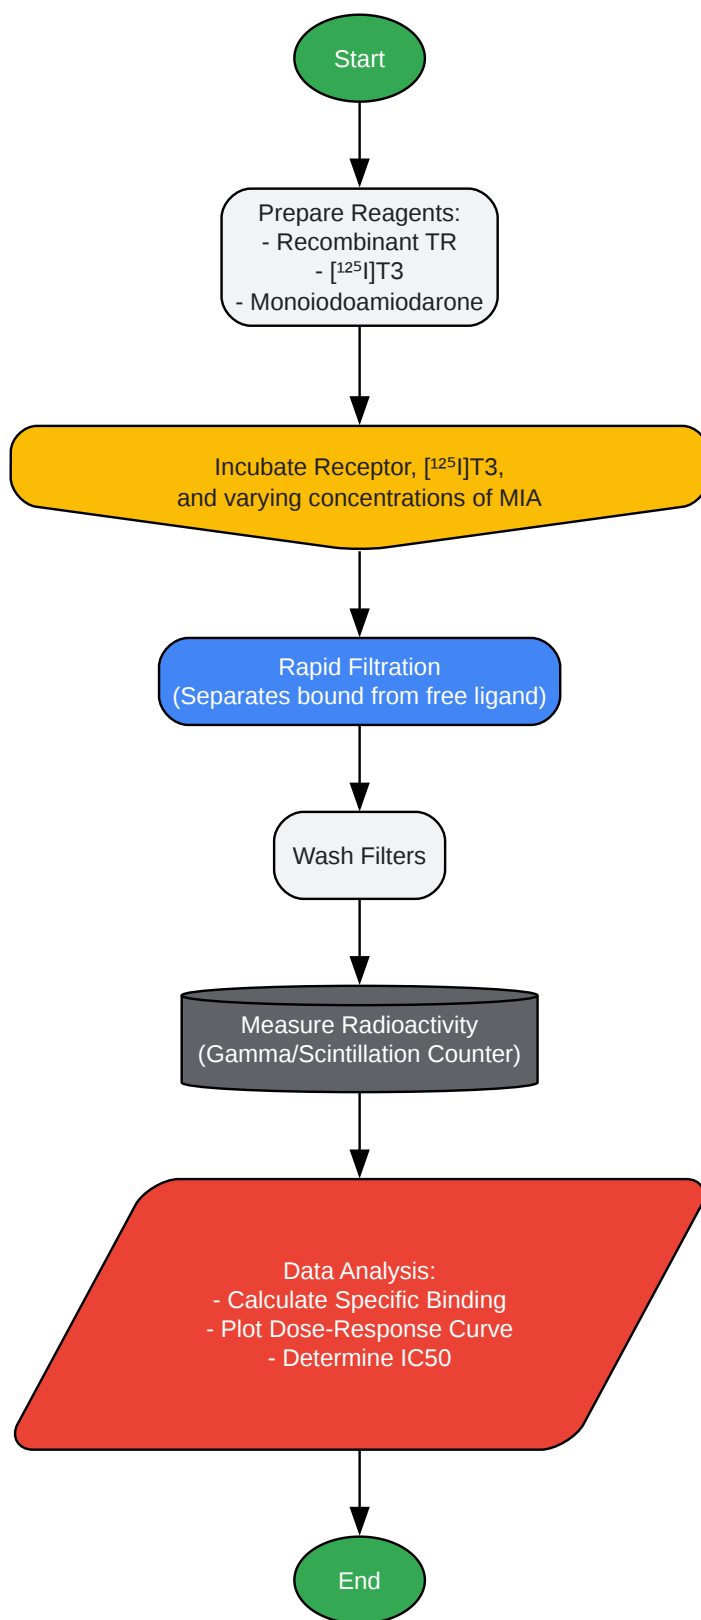 Start
Prepare Reagents:
- Recombinant TR
- [¹²⁵I]T3
- Monoiodoamiodarone
Incubate Receptor, [¹²⁵I]T3,
and varying concentrations of MIA
Rapid Filtration
(Separates bound from free ligand)
Wash Filters
Measure Radioactivity
(Gamma/Scintillation Counter)
Data Analysis:
- Calculate Specific Binding
- Plot Dose-Response Curve
- Determine IC50
End